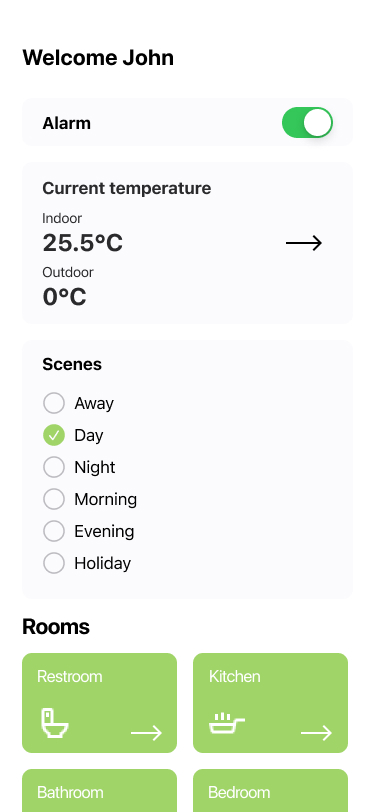 Welcome John
Alarm
Current temperature
Indoor
25.5°C
Outdoor
0°C
Scenes
Away
Day
Night
Morning
Evening
Holiday
Rooms
Restroom
Kitchen
Bathroom
Bedroom